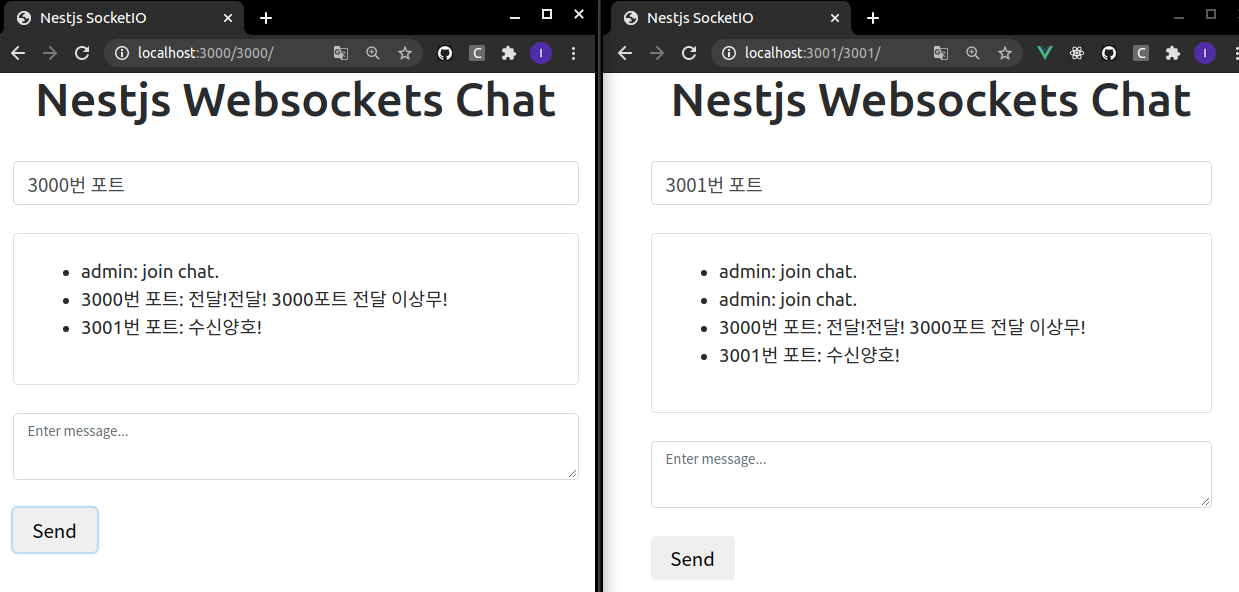 Nestjs SocketIO
localhost:3000/3000/
C
I
Nestjs Websockets Chat
3000번 포트
admin: join chat.
3000번 포트: 전달!전달! 3000포트 전달 이상무!
3001번 포트: 수신양호!
Enter message...
Send
Nestjs SocketIO
localhost:3001/3001/
C
I
Nestjs Websockets Chat
3001번 포트
admin: join chat.
admin: join chat.
3000번 포트: 전달!전달! 3000포트 전달 이상무!
3001번 포트: 수신양호!
Enter message...
Send